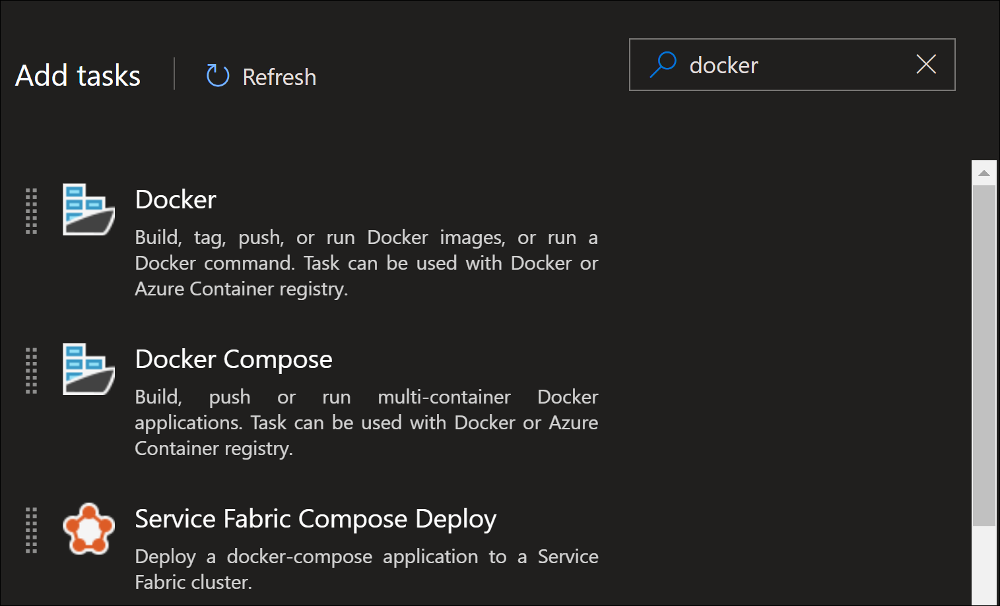 Add tasks
Refresh
docker
Docker
Build, tag, push, or run Docker images, or run a
Docker command. Task can be used with Docker or
Azure Container registry.
Docker Compose
Build, push or run multi-container Docker
applications. Task can be used with Docker or Azure
Container registry.
Service Fabric Compose Deploy
Deploy a docker-compose application to a Service
Fabric cluster.